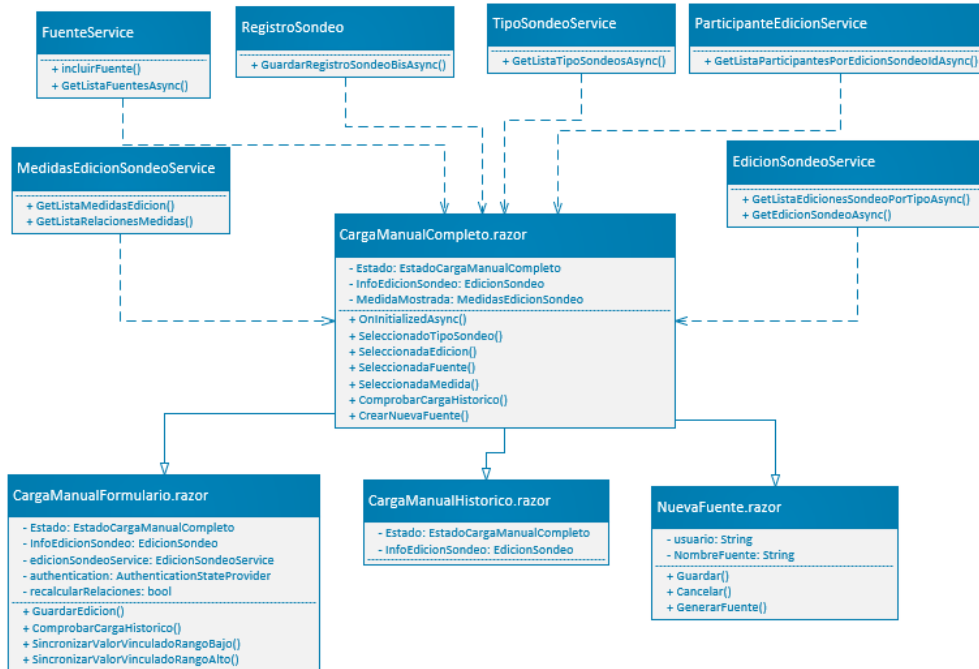 FuenteService
+ incluirFuente()
+ GetListaFuentesAsync()
RegistroSondeo
+ GuardarRegistroSondeoBisAsync()
TipoSondeoService
+ GetListaTipoSondeosAsync()
ParticipanteEdicionService
+ GetListaParticipantesPorEdicionSondeoIdAsync()
MedidasEdicionSondeoService
+ GetListaMedidasEdicion()
+ GetListaRelacionesMedidas()
EdicionSondeoService
+ GetListaEdicionesSondeoPorTipoAsync()
+ GetEdicionSondeoAsync()
CargaManualCompleto.razor
- Estado: EstadoCargaManualCompleto
- InfoEdicionSondeo: EdicionSondeo
- MedidaMostrada: MedidasEdicionSondeo
+ OnInitializedAsync()
+ SeleccionadoTipoSondeo()
+ SeleccionadaEdicion()
+ SeleccionadaFuente()
+ SeleccionadaMedida()
+ ComprobarCargaHistorico()
+ CrearNuevaFuente()
CargaManualFormulario.razor
- Estado: EstadoCargaManualCompleto
- InfoEdicionSondeo: EdicionSondeo
- edicionSondeoService: EdicionSondeoService
- authentication: AuthenticationStateProvider
- recalcularRelaciones: bool
+ GuardarEdicion()
+ ComprobarCargaHistorico()
+ SincronizarValorVinculadoRangoBajo()
+ SincronizarValorVinculadoRangoAlto()
CargaManualHistorico.razor
- Estado: EstadoCargaManualCompleto
- InfoEdicionSondeo: EdicionSondeo
NuevaFuente.razor
- usuario: String
- NombreFuente: String
+ Guardar()
+ Cancelar()
+ GenerarFuente()